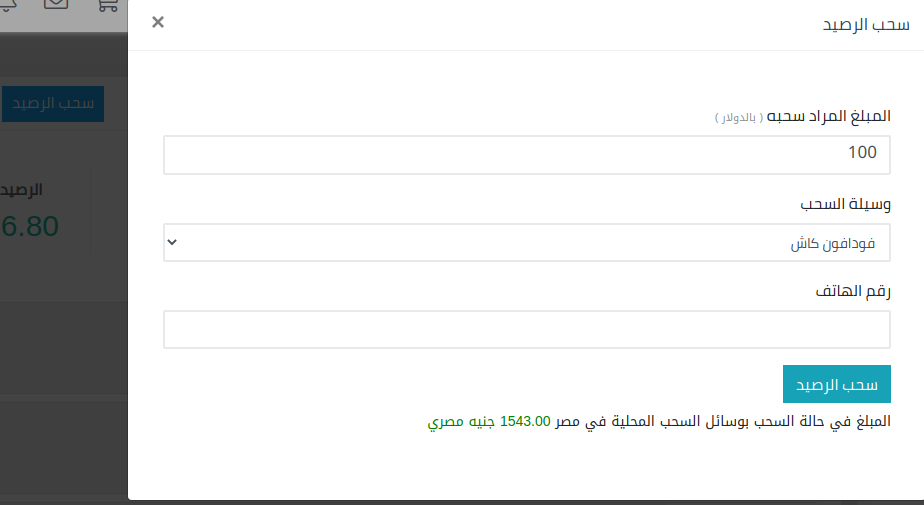 سحب الرصيد
×
سحب الرصيد
الرصيد
6.80
المبلغ المراد سحبه ( بالدولار )
100
وسيلة السحب
فودافون كاش
رقم الهاتف
سحب الرصيد
المبلغ في حالة السحب بوسائل السحب المحلية في مصر 1543.00 جنيه مصري